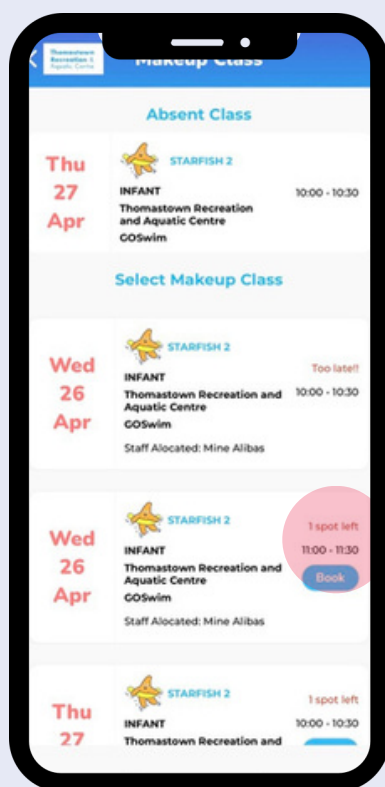 Thomastown
Recreation &
Aquatic Centre
Makeup Class
Absent Class
Thu
27
Apr
STARFISH 2
INFANT
10:00 - 10:30
Thomastown Recreation
and Aquatic Centre
GOSwim
Select Makeup Class
Wed
26
Apr
STARFISH 2
Too late!!
INFANT
10:00 - 10:30
Thomastown Recreation and
Aquatic Centre
GOSwim
Staff Alocated: Mine Alibas
Wed
26
Apr
STARFISH 2
1 spot left
INFANT
11:00 - 11:30
Thomastown Recreation and
Aquatic Centre
Book
GOSwim
Staff Alocated: Mine Alibas
Thu
27
STARFISH 2
1 spot left
INFANT
10:00 - 10:30
Thomastown Recreation and